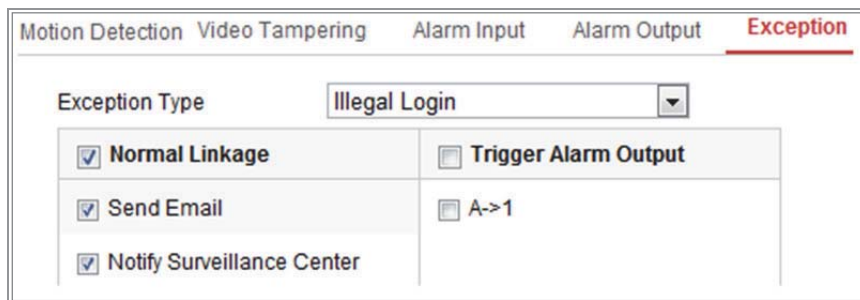 Motion Detection Video Tampering Alarm Input Alarm Output Exception
Exception Type Illegal Login
Normal Linkage Trigger Alarm Output
Send Email A->1
Notify Surveillance Center